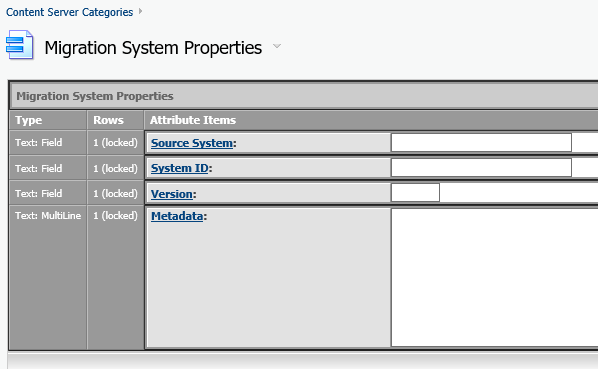 Content Server Categories
Migration System Properties
Migration System Properties
Type Rows Attribute Items
Text: Field 1 (locked) Source System:
Text: Field 1 (locked) System ID:
Text: Field 1 (locked) Version:
Text: MultiLine 1 (locked) Metadata: